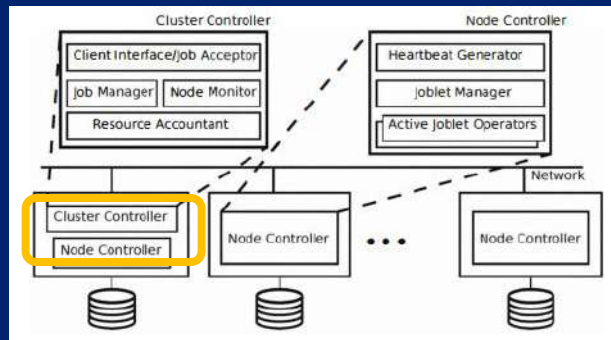 Cluster Controller
Node Controller
Client Interface/Job Acceptor
Job Manager
Node Monitor
Resource Accountant
Heartbeat Generator
Joblet Manager
Active Joblet Operators
Network
Cluster Controller
Node Controller
Node Controller
Node Controller